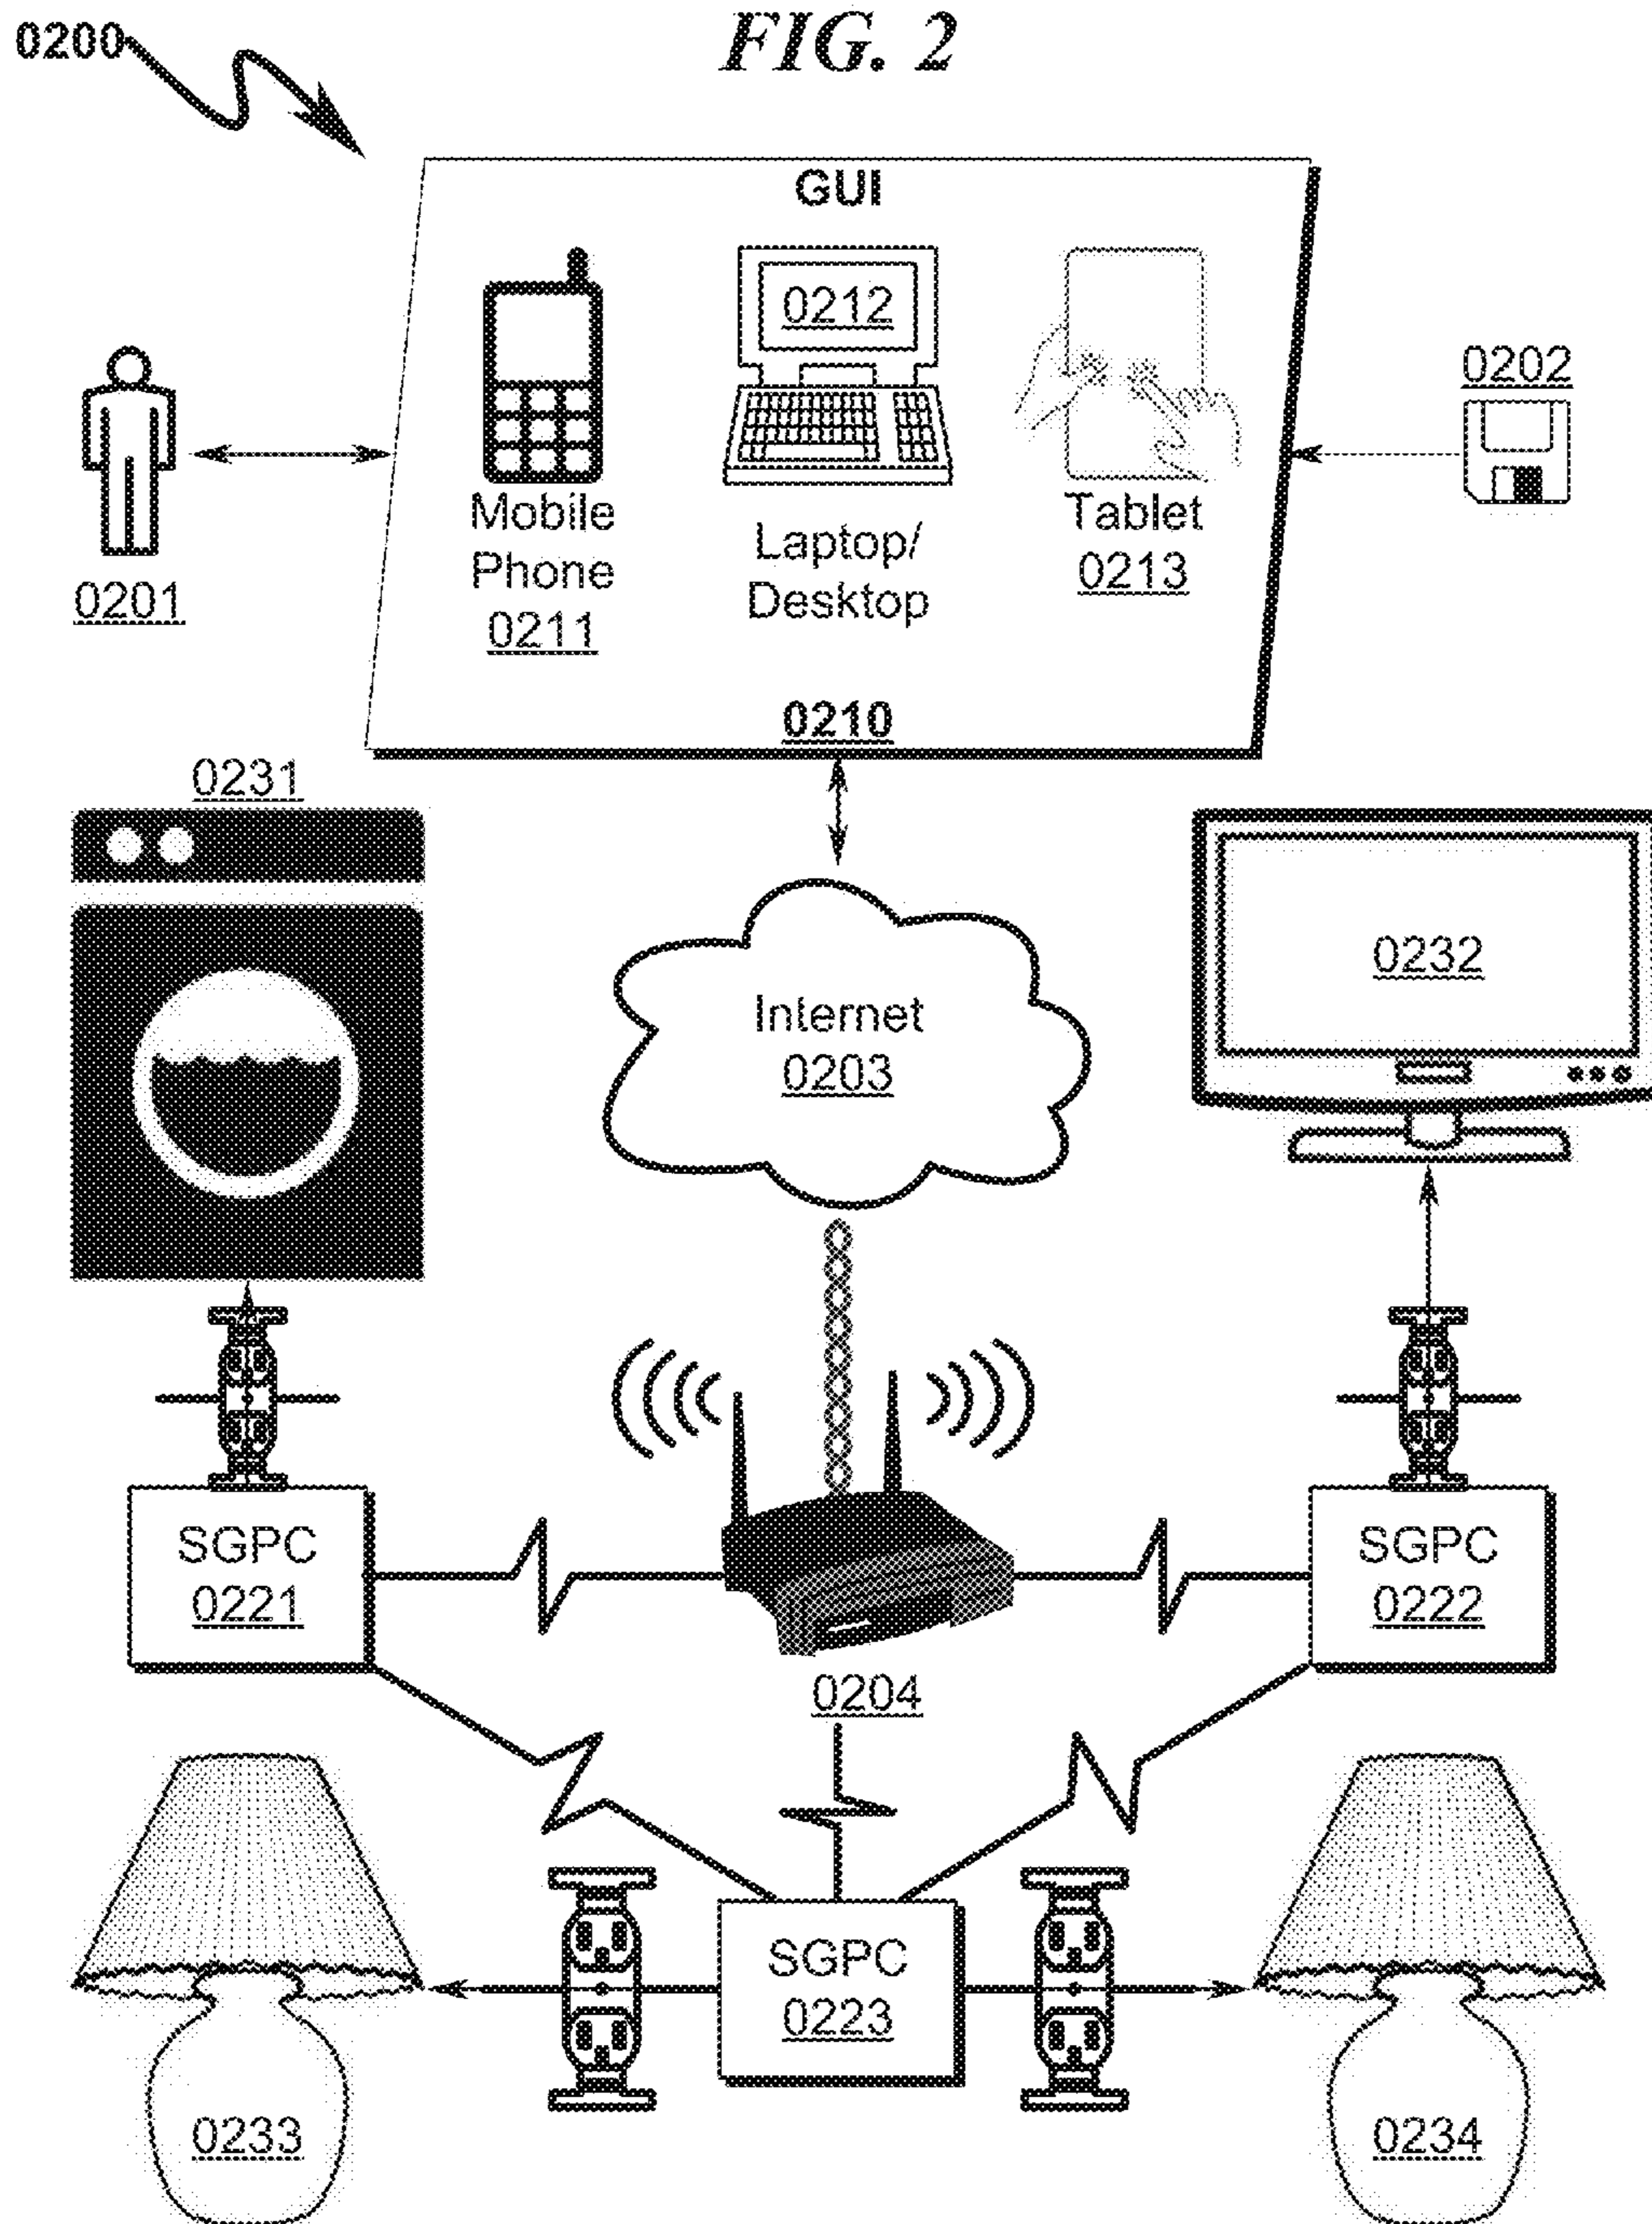 0200
FIG. 2
GUI
0212
0202
Mobile
Phone
0211
Laptop/
Desktop
Tablet
0213
0201
0210
0231
0232
Internet
0203
SGPC
0221
SGPC
0222
0204
SGPC
0223
0233
0234